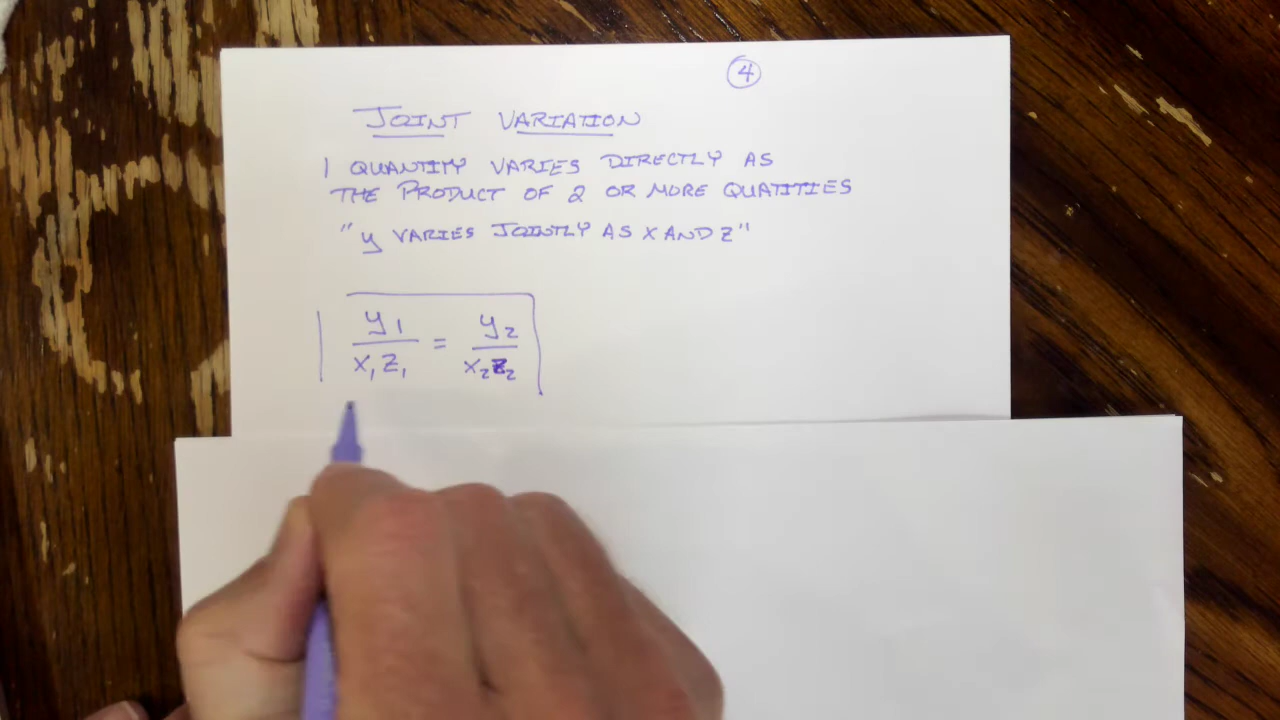 4
JOINT VARIATION
1 QUANTITY VARIES DIRECTLY AS
THE PRODUCT OF 2 OR MORE QUATITIES
"y VARIES JOINTLY AS X AND Z"
y₁/x₁z₁ = y₂/x₂z₂